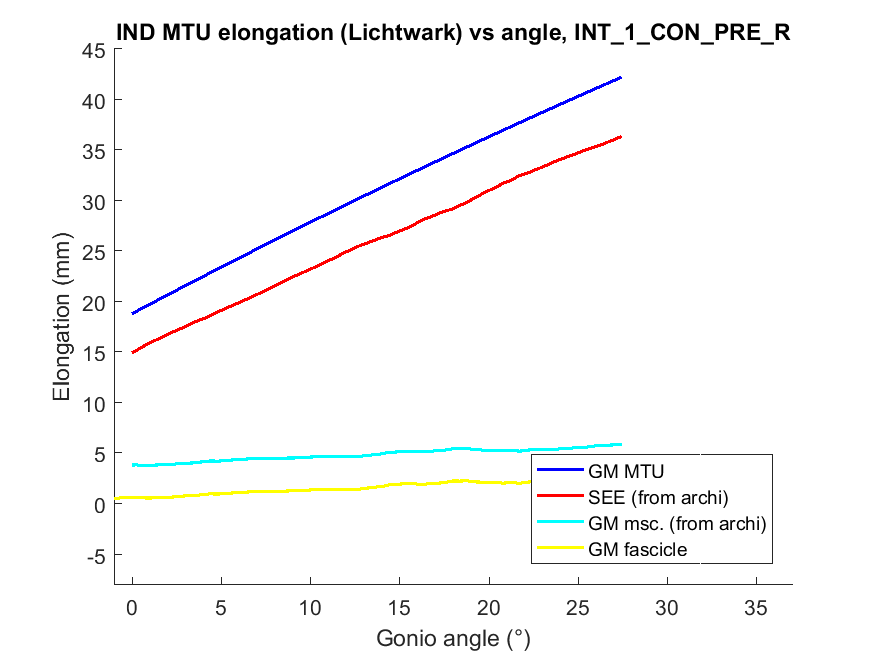 IND MTU elongation (Lichtwark) vs angle, INT_1_CON_PRE_R
45
40
35
30
25
20
15
10
5
0
-5
Elongation (mm)
GM MTU
SEE (from archi)
GM msc. (from archi)
GM fascicle
0 5 10 15 20 25 30 35
Gonio angle (°)